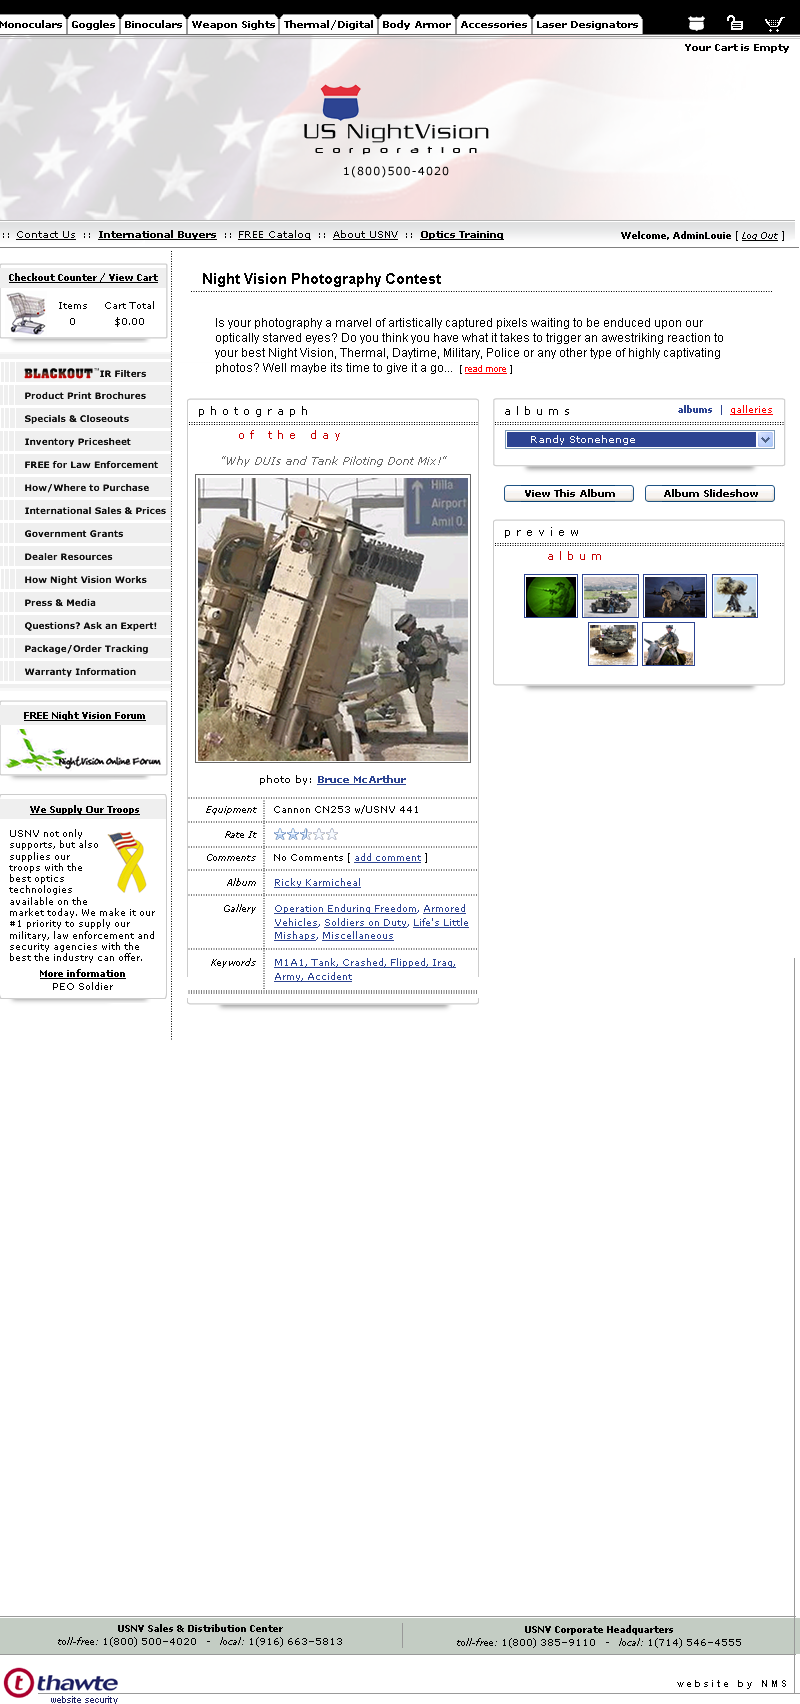 Monoculars Goggles Binoculars Weapon Sights Thermal/Digital Body Armor Accessories Laser Designators
Your Cart is Empty
US NightVision
corporation
1(800)500-4020
:: Contact Us :: International Buyers :: FREE Catalog :: About USNV :: Optics Training
Welcome, AdminLouie [ Log Out ]
Checkout Counter / View Cart
Items Cart Total
0 $0.00
BLACKOUT™ IR Filters
Product Print Brochures
Specials & Closeouts
Inventory Pricesheet
FREE for Law Enforcement
How/Where to Purchase
International Sales & Prices
Government Grants
Dealer Resources
How Night Vision Works
Press & Media
Questions? Ask an Expert!
Package/Order Tracking
Warranty Information
FREE Night Vision Forum
NightVision Online Forum
We Supply Our Troops
USNV not only
supports, but also
supplies our
troops with the
best optics
technologies
available on the
market today. We make it our
#1 priority to supply our
military, law enforcement and
security agencies with the
best the industry can offer.
More information
PEO Soldier
Night Vision Photography Contest
Is your photography a marvel of artistically captured pixels waiting to be enduced upon our
optically starved eyes? Do you think you have what it takes to trigger an awestriking reaction to
your best Night Vision, Thermal, Daytime, Military, Police or any other type of highly captivating
photos? Well maybe its time to give it a go... [ read more ]
photograph
of the day
"Why DUIs and Tank Piloting Dont Mix!"
Hilla
Airport
Amil O.
photo by: Bruce McArthur
Equipment Cannon CN253 w/USNV 441
Rate It
Comments No Comments [ add comment ]
Album Ricky Karmicheal
Gallery Operation Enduring Freedom, Armored
Vehicles, Soldiers on Duty, Life's Little
Mishaps, Miscellaneous
Keywords M1A1, Tank, Crashed, Flipped, Iraq,
Army, Accident
albums albums | galleries
Randy Stonehenge
View This Album Album Slideshow
preview
album
USNV Sales & Distribution Center
toll-free: 1(800) 500-4020 - local: 1(916) 663-5813
USNV Corporate Headquarters
toll-free: 1(800) 385-9110 - local: 1(714) 546-4555
thawte
website security
website by NMS